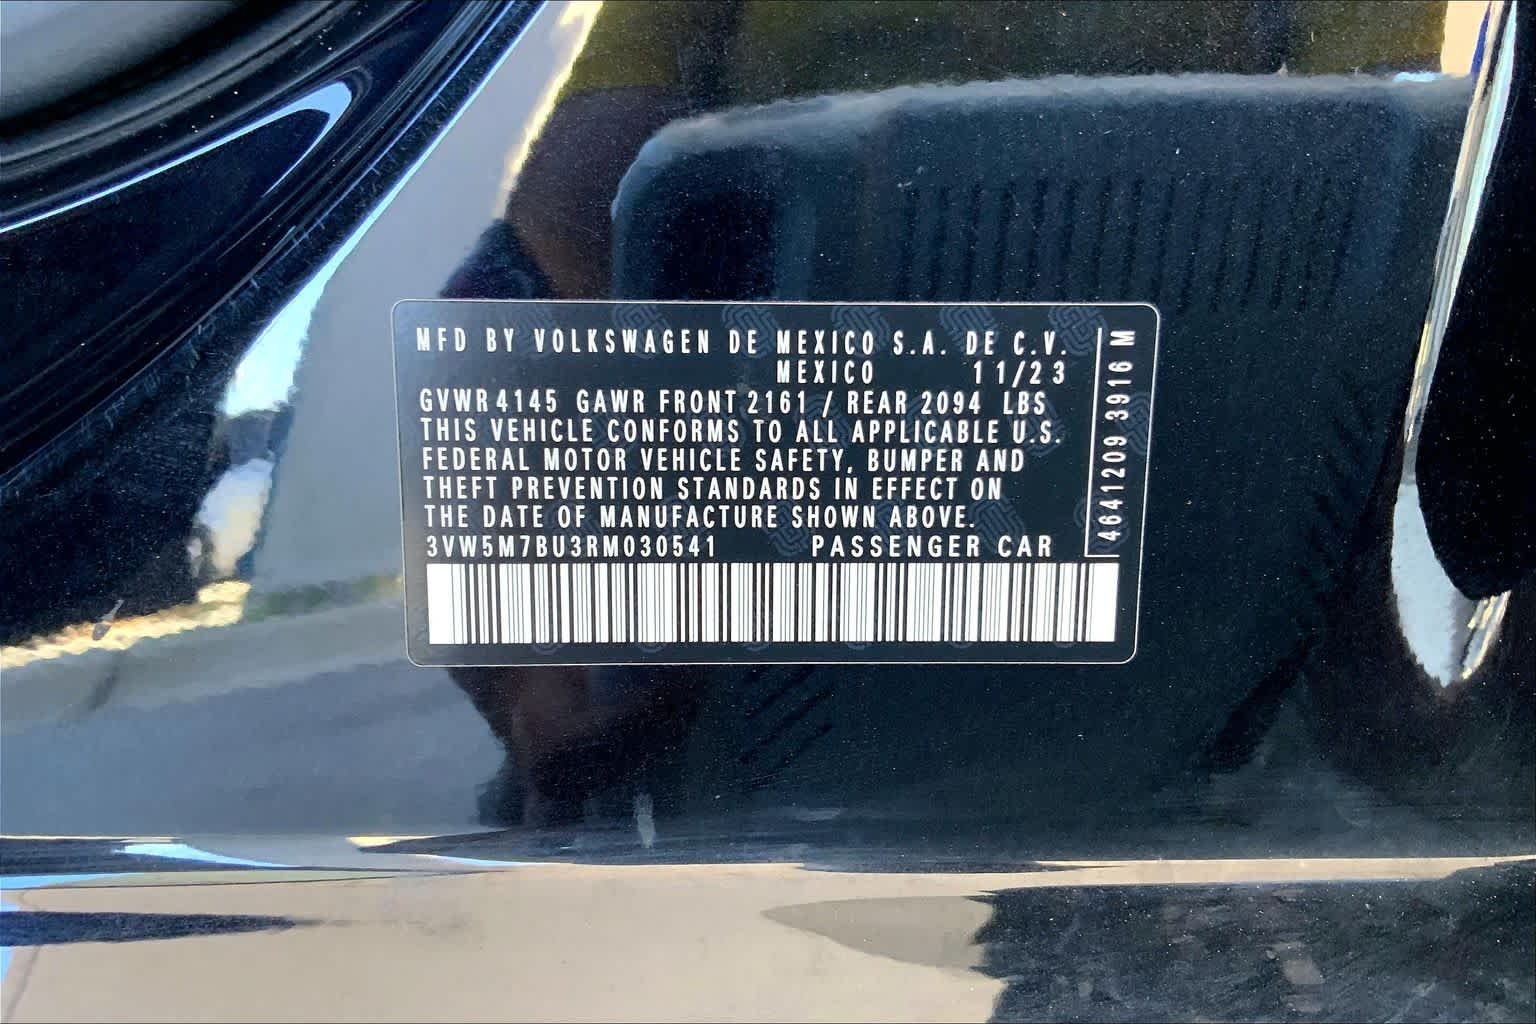 MFD BY VOLKSWAGEN DE MEXICO S.A. DE C.V.
MEXICO 11/23
GVWR 4145 GAWR FRONT 2161 / REAR 2094 LBS
THIS VEHICLE CONFORMS TO ALL APPLICABLE U.S.
FEDERAL MOTOR VEHICLE SAFETY, BUMPER AND
THEFT PREVENTION STANDARDS IN EFFECT ON
THE DATE OF MANUFACTURE SHOWN ABOVE.
3VW5M7BU3RM030541 PASSENGER CAR
4641209 3916 M